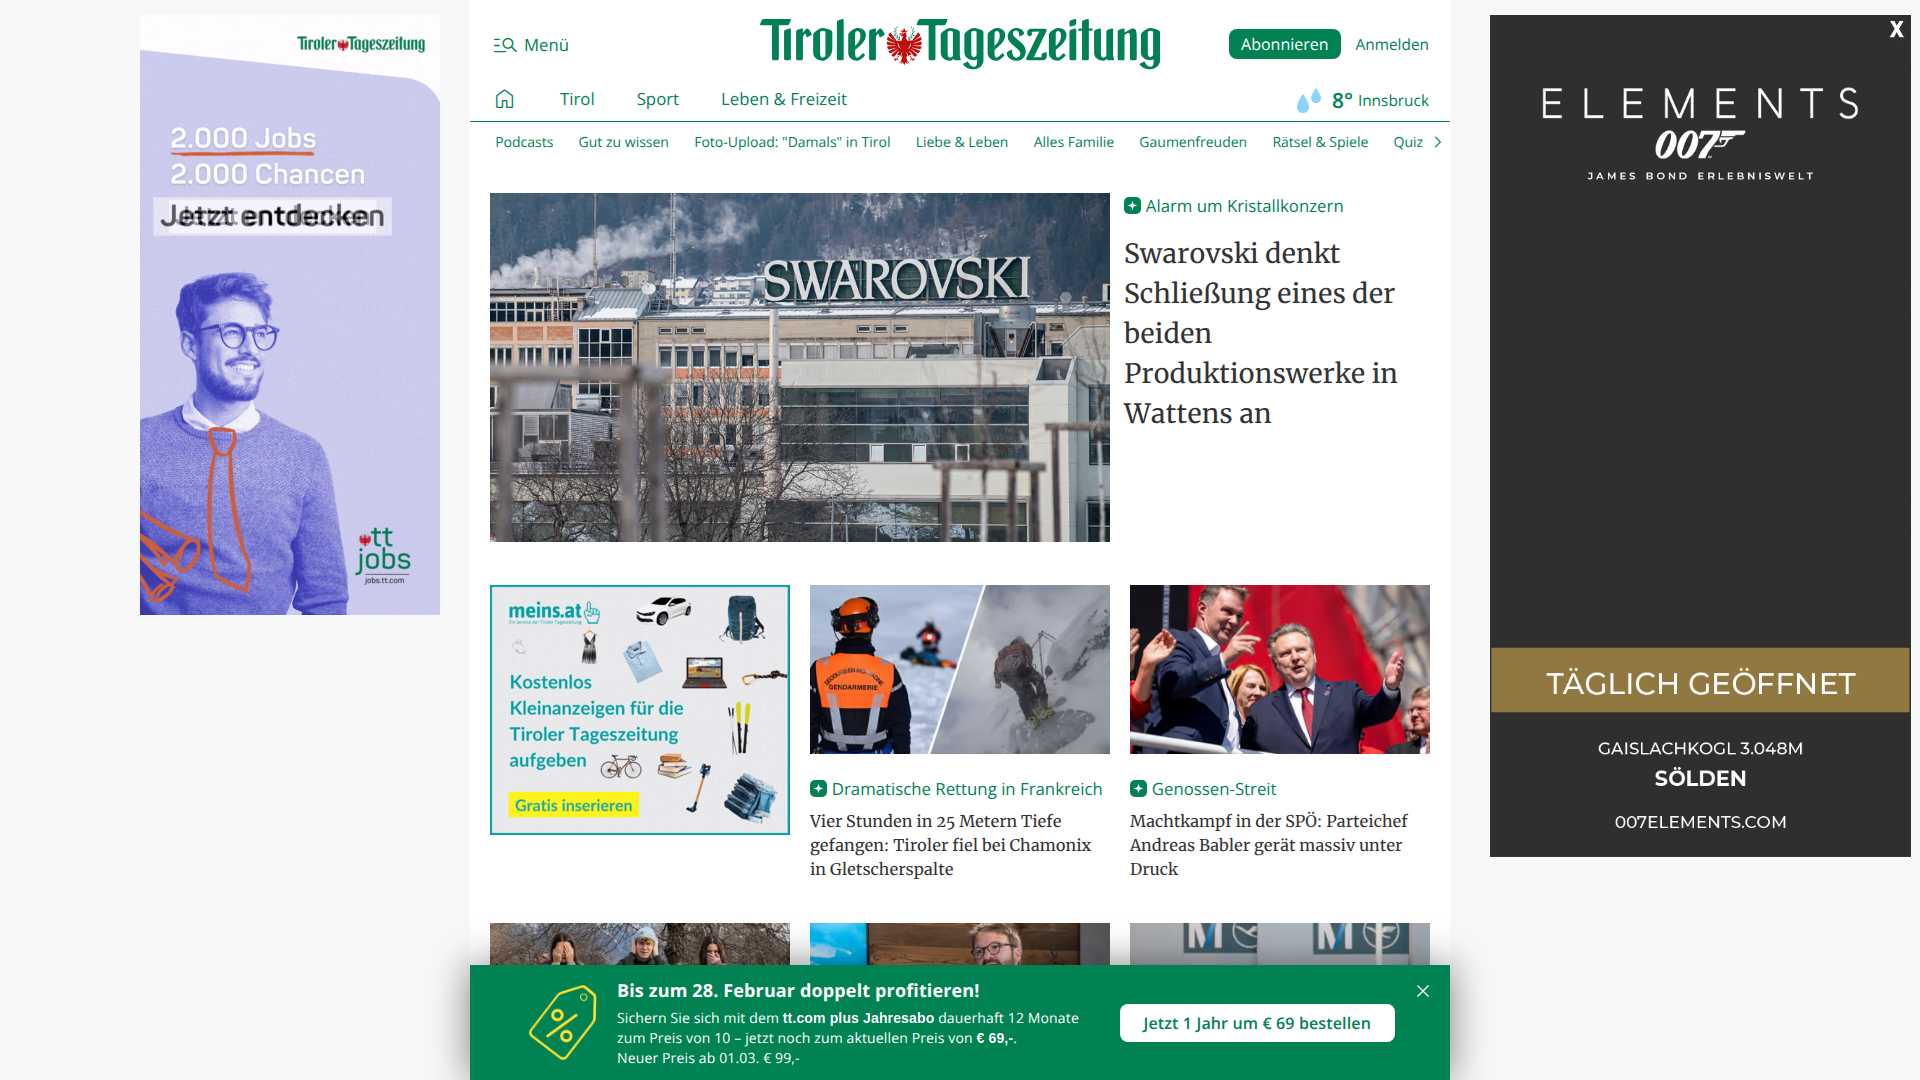 Tiroler Tageszeitung
2.000 Jobs
2.000 Chancen
Jetzt entdecken
tt
jobs
jobs.tt.com
Menü
Tiroler Tageszeitung
Abonnieren
Anmelden
Tirol
Sport
Leben & Freizeit
8° Innsbruck
Podcasts
Gut zu wissen
Foto-Upload: "Damals" in Tirol
Liebe & Leben
Alles Familie
Gaumenfreuden
Rätsel & Spiele
Quiz
SWAROVSKI
Alarm um Kristallkonzern
Swarovski denkt
Schließung eines der
beiden
Produktionswerke in
Wattens an
meins.at
Ein Service der Tiroler Tageszeitung
Kostenlos
Kleinanzeigen für die
Tiroler Tageszeitung
aufgeben
Gratis inserieren
GENDARMERIE
Dramatische Rettung in Frankreich
Vier Stunden in 25 Metern Tiefe
gefangen: Tiroler fiel bei Chamonix
in Gletscherspalte
Genossen-Streit
Machtkampf in der SPÖ: Parteichef
Andreas Babler gerät massiv unter
Druck
Bis zum 28. Februar doppelt profitieren!
Sichern Sie sich mit dem tt.com plus Jahresabo dauerhaft 12 Monate
zum Preis von 10 – jetzt noch zum aktuellen Preis von € 69,-.
Neuer Preis ab 01.03. € 99,-
Jetzt 1 Jahr um € 69 bestellen
X
ELEMENTS
007
JAMES BOND ERLEBNISWELT
TÄGLICH GEÖFFNET
GAISLACHKOGL 3.048M
SÖLDEN
007ELEMENTS.COM